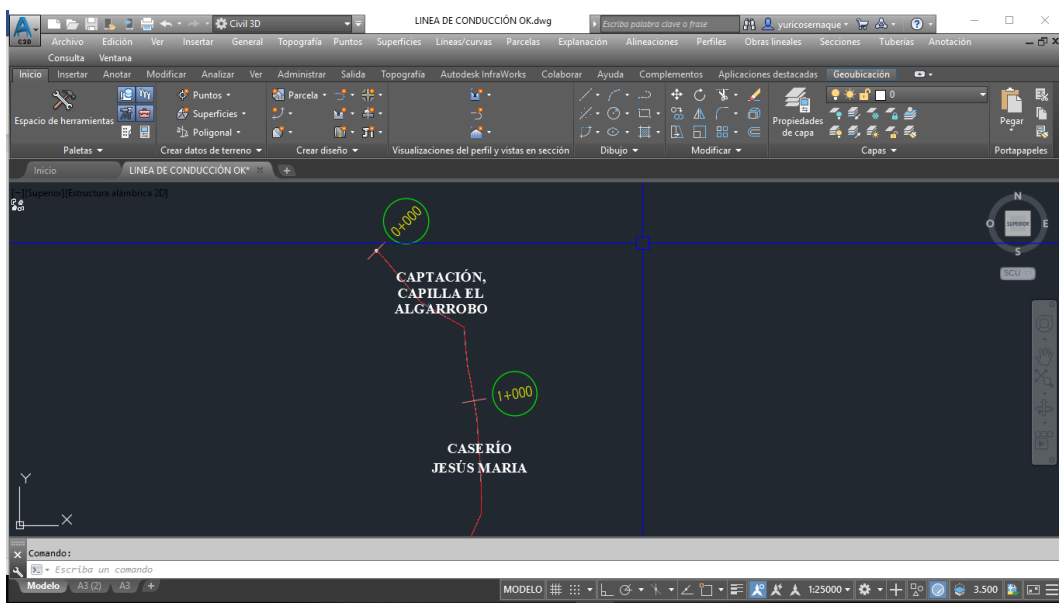 Civil 3D
LINEA DE CONDUCCIÓN OK.dwg
Escriba palabra clave o frase
yuricosernaque
C3D
Archivo Edición Ver Insertar General Topografía Puntos Superficies Líneas/curvas Parcelas Explanación Alineaciones Perfiles Obras lineales Secciones Tuberías Anotación
Consulta Ventana
Inicio Insertar Anotar Modificar Analizar Ver Administrar Salida Topografía Autodesk InfraWorks Colaborar Ayuda Complementos Aplicaciones destacadas Geoubicación
Puntos Parcela 0
Espacio de herramientas Superficies Propiedades de capa Pegar
Poligonal
Paletas Crear datos de terreno Crear diseño Visualizaciones del perfil y vistas en sección Dibujo Modificar Capas Portapapeles
Inicio LINEA DE CONDUCCIÓN OK* +
[−][Superior][Estructura alámbrica 2D]
N
O SUPERIOR E
S
SCU
0+000
CAPTACIÓN,
CAPILLA EL
ALGARROBO
1+000
CASERÍO
JESÚS MARIA
Y
X
Comando:
Escriba un comando
Modelo A3 (2) A3 + MODELO 1:25000 3.500